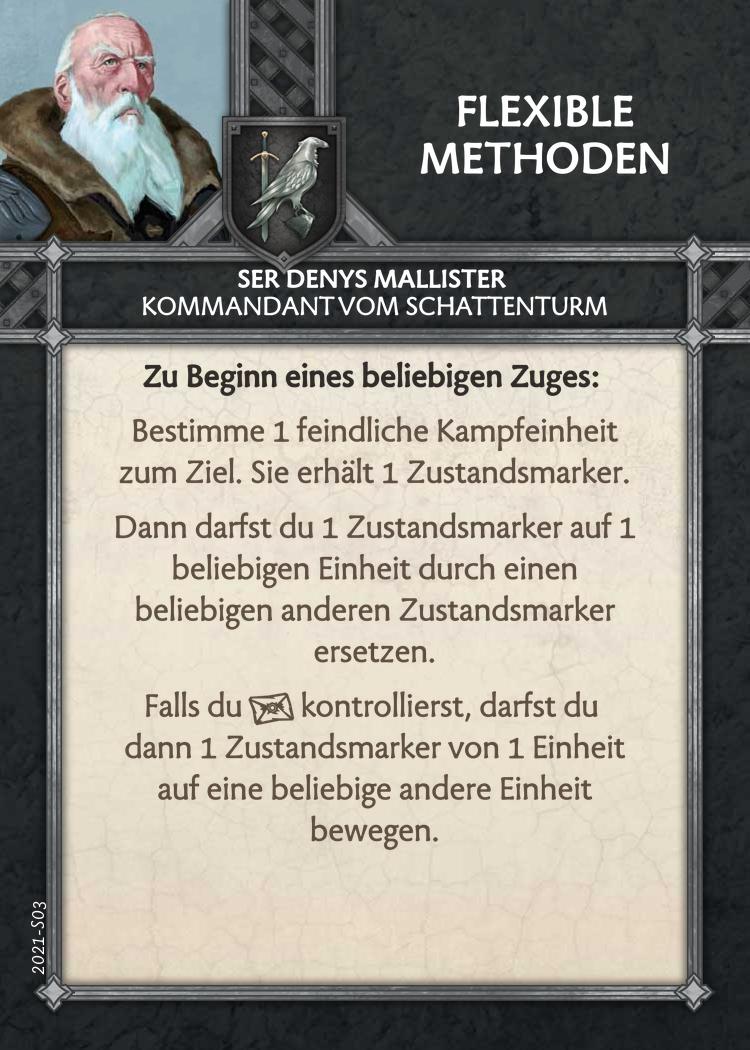 FLEXIBLE
METHODEN
SER DENYS MALLISTER
KOMMANDANT VOM SCHATTENTURM
Zu Beginn eines beliebigen Zuges:
Bestimme 1 feindliche Kampfeinheit
zum Ziel. Sie erhält 1 Zustandsmarker.
Dann darfst du 1 Zustandsmarker auf 1
beliebigen Einheit durch einen
beliebigen anderen Zustandsmarker
ersetzen.
Falls du kontrollierst, darfst du
dann 1 Zustandsmarker von 1 Einheit
auf eine beliebige andere Einheit
bewegen.
2021-S03